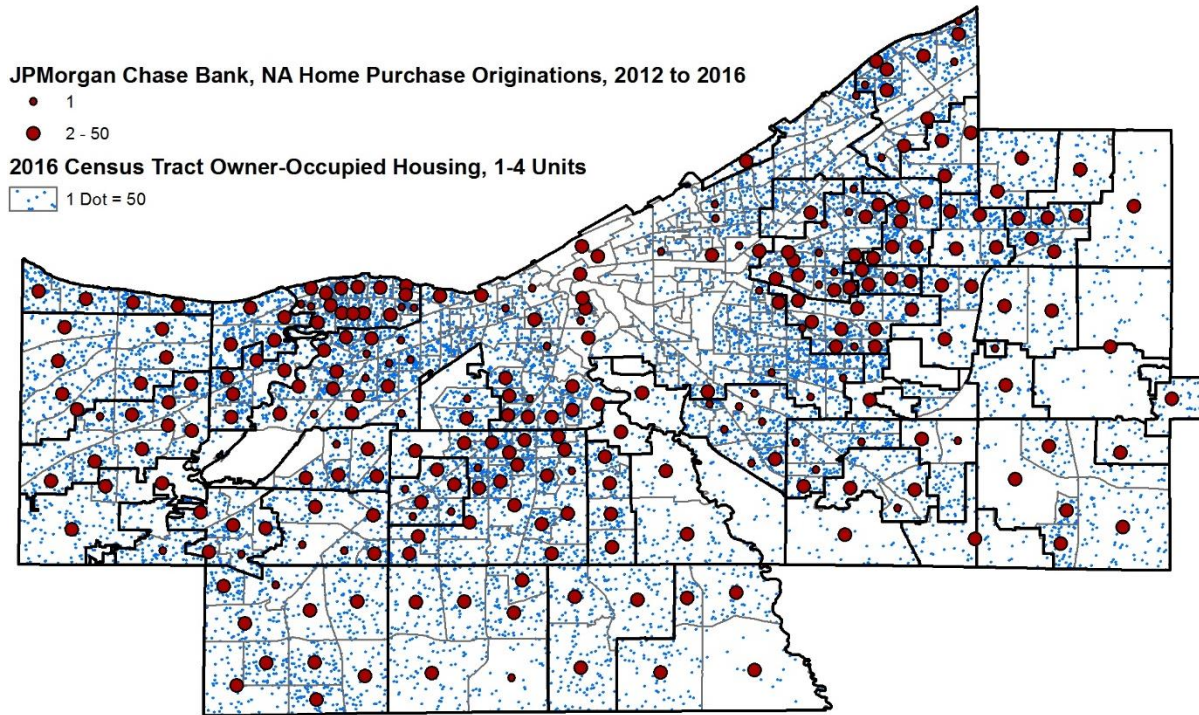 JPMorgan Chase Bank, NA Home Purchase Originations, 2012 to 2016
1
2 - 50
2016 Census Tract Owner-Occupied Housing, 1-4 Units
1 Dot = 50